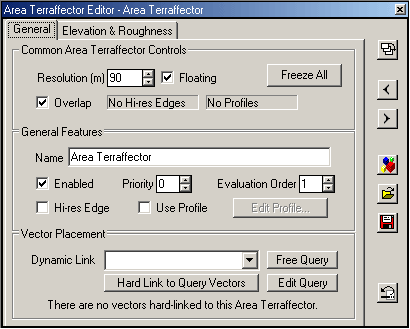 Area Terraffector Editor - Area Terraffector
General Elevation & Roughness
Common Area Terraffector Controls
Resolution (m) 90 Floating Freeze All
Overlap No Hi-res Edges No Profiles
General Features
Name Area Terraffector
Enabled Priority 0 Evaluation Order 1
Hi-res Edge Use Profile Edit Profile...
Vector Placement
Dynamic Link Free Query
Hard Link to Query Vectors Edit Query
There are no vectors hard-linked to this Area Terraffector.